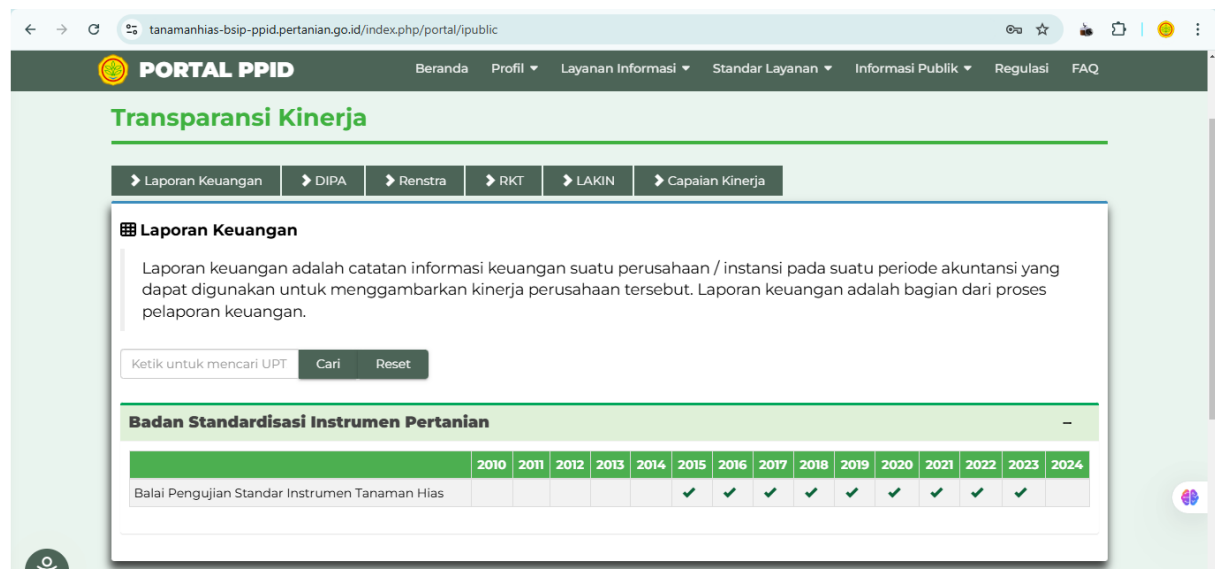 tanamanhias-bsip-ppid.pertanian.go.id/index.php/portal/ipublic
PORTAL PPID Beranda Profil Layanan Informasi Standar Layanan Informasi Publik Regulasi FAQ
Transparansi Kinerja
Laporan Keuangan DIPA Renstra RKT LAKIN Capaian Kinerja
Laporan Keuangan
Laporan keuangan adalah catatan informasi keuangan suatu perusahaan / instansi pada suatu periode akuntansi yang
dapat digunakan untuk menggambarkan kinerja perusahaan tersebut. Laporan keuangan adalah bagian dari proses
pelaporan keuangan.
Ketik untuk mencari UPT Cari Reset
Badan Standardisasi Instrumen Pertanian –
2010 2011 2012 2013 2014 2015 2016 2017 2018 2019 2020 2021 2022 2023 2024
Balai Pengujian Standar Instrumen Tanaman Hias ✔ ✔ ✔ ✔ ✔ ✔ ✔ ✔ ✔